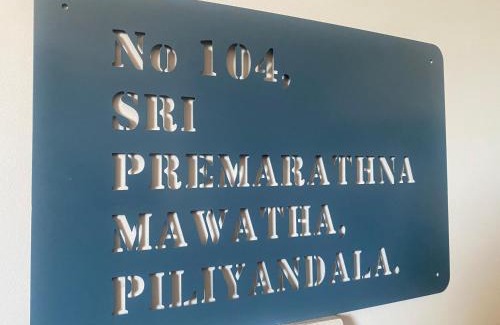 No 104,
SRI
PREMARATHNA
MAWATHA.
PILIYANDALA.